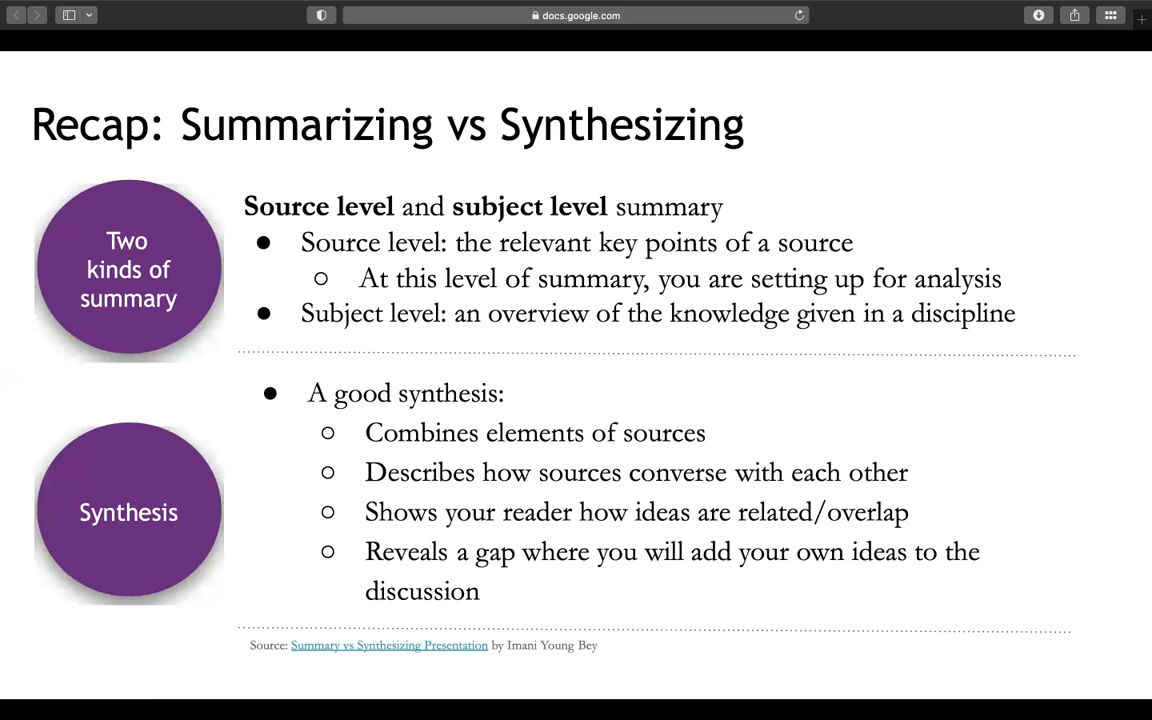 docs.google.com
Recap: Summarizing vs Synthesizing
Two
kinds of
summary
Source level and subject level summary
● Source level: the relevant key points of a source
○ At this level of summary, you are setting up for analysis
● Subject level: an overview of the knowledge given in a discipline
Synthesis
● A good synthesis:
○ Combines elements of sources
○ Describes how sources converse with each other
○ Shows your reader how ideas are related/overlap
○ Reveals a gap where you will add your own ideas to the
discussion
Source: Summary vs Synthesizing Presentation by Imani Young Bey